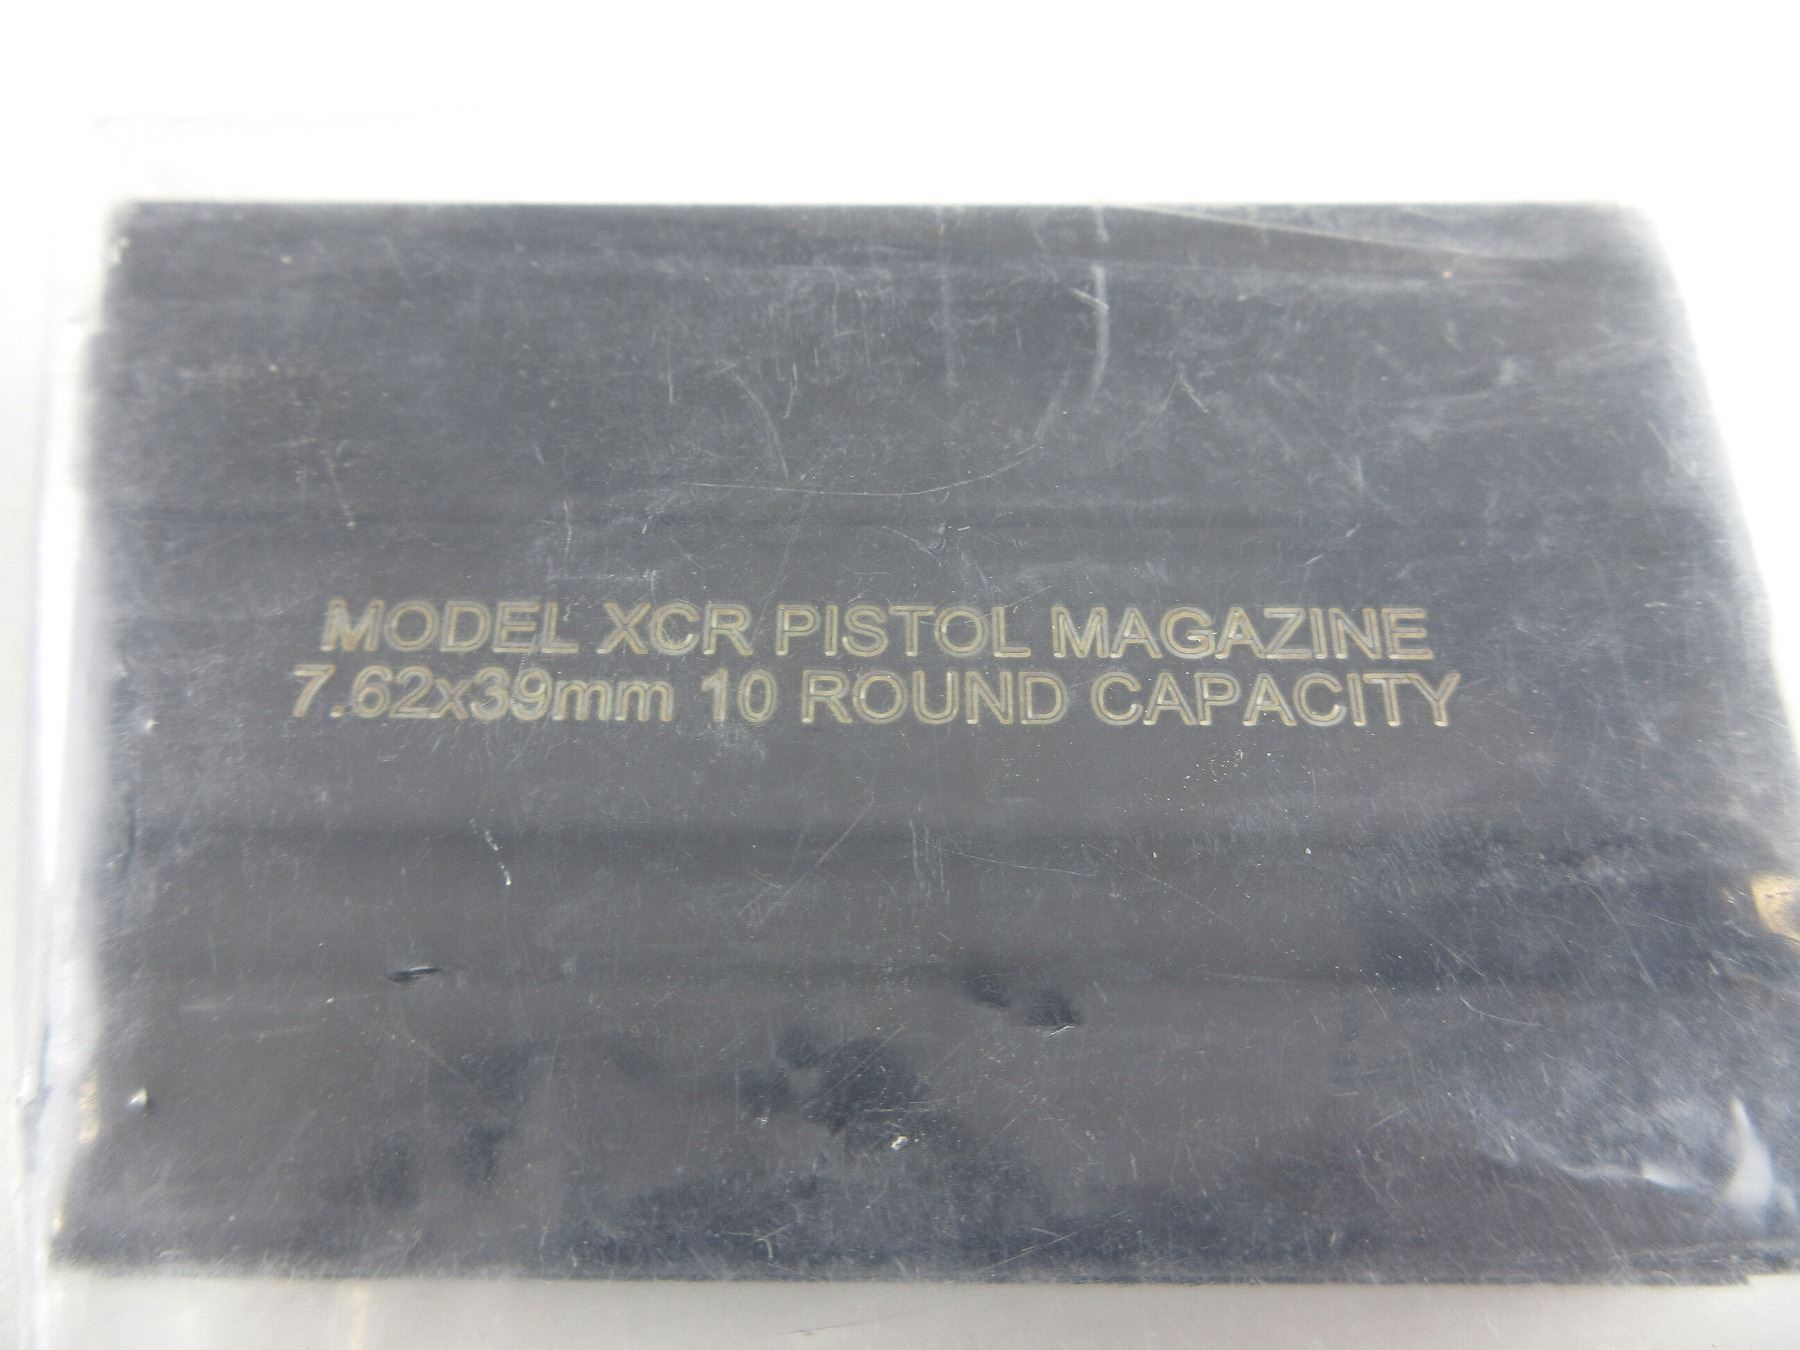 MODEL XCR PISTOL MAGAZINE
7.62x39mm 10 ROUND CAPACITY